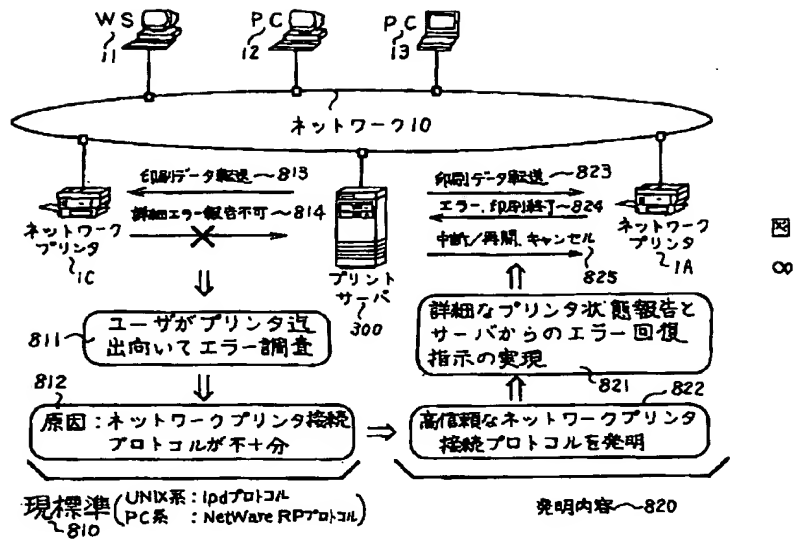 WS
11
PC
12
PC
13
ネットワーク10
印刷データ転送〜813
詳細エラー報告不可〜814
ネットワーク
プリンタ
1C
プリント
サーバ
300
印刷データ転送〜823
エラー、印刷終了〜824
中断/再開、キャンセル
825
ネットワーク
プリンタ
1A
図
8
811
ユーザがプリンタ迄
出向いてエラー調査
詳細なプリンタ状態報告と
サーバからのエラー回復
指示の実現
821
812
原因:ネットワークプリンタ接続
プロトコルが不十分
822
高信頼なネットワークプリンタ
接続プロトコルを発明
現標準
810
(UNIX系:lpdプロトコル
PC系 :NetWare RPプロトコル)
発明内容〜820